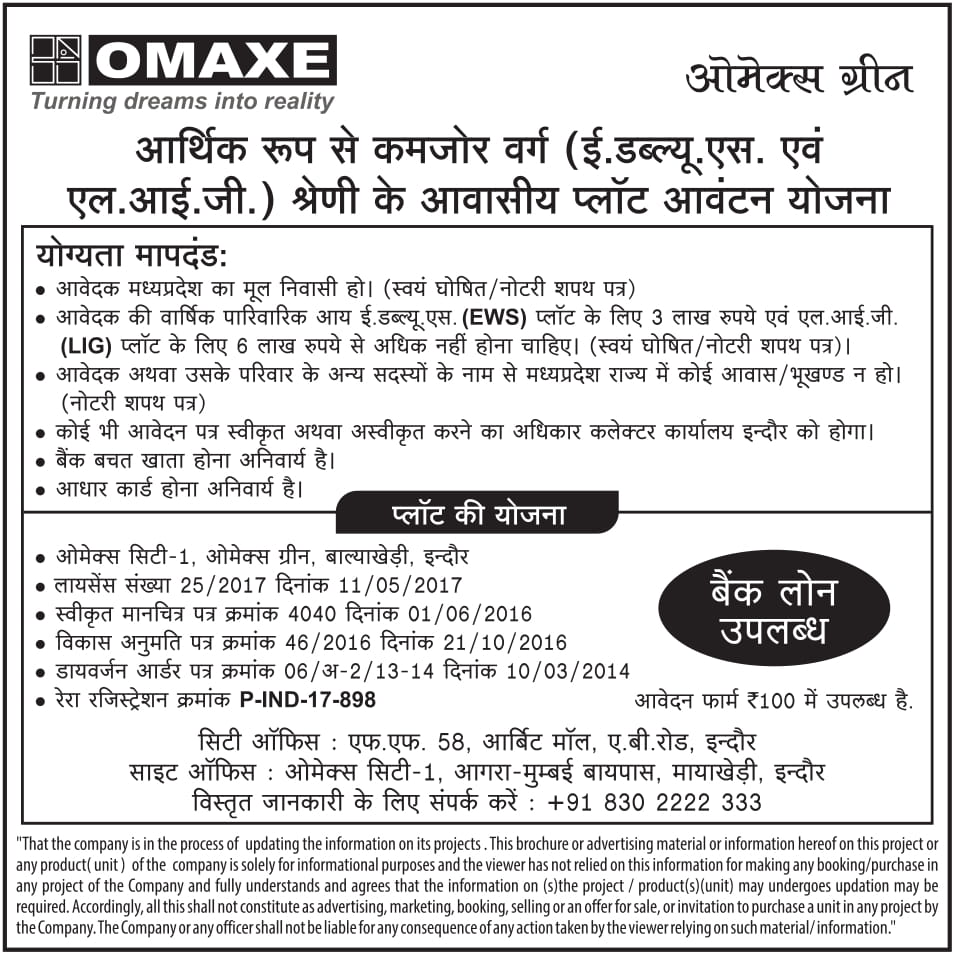 OMAXE
Turning dreams into reality
ओमेक्स ग्रीन
आर्थिक रूप से कमजोर वर्ग (ई.डब्ल्यू.एस. एवं
एल.आई.जी.) श्रेणी के आवासीय प्लॉट आवंटन योजना
योग्यता मापदंड:
• आवेदक मध्यप्रदेश का मूल निवासी हो। (स्वयं घोषित/नोटरी शपथ पत्र)
• आवेदक की वार्षिक पारिवारिक आय ई.डब्ल्यू.एस. (EWS) प्लॉट के लिए 3 लाख रुपये एवं एल.आई.जी.
(LIG) प्लॉट के लिए 6 लाख रुपये से अधिक नहीं होना चाहिए। (स्वयं घोषित/नोटरी शपथ पत्र)।
• आवेदक अथवा उसके परिवार के अन्य सदस्यों के नाम से मध्यप्रदेश राज्य में कोई आवास/भूखण्ड न हो।
(नोटरी शपथ पत्र)
• कोई भी आवेदन पत्र स्वीकृत अथवा अस्वीकृत करने का अधिकार कलेक्टर कार्यालय इन्दौर को होगा।
• बैंक बचत खाता होना अनिवार्य है।
• आधार कार्ड होना अनिवार्य है।
प्लॉट की योजना
• ओमेक्स सिटी-1, ओमेक्स ग्रीन, बाल्याखेड़ी, इन्दौर
• लायसेंस संख्या 25/2017 दिनांक 11/05/2017
• स्वीकृत मानचित्र पत्र क्रमांक 4040 दिनांक 01/06/2016
• विकास अनुमति पत्र क्रमांक 46/2016 दिनांक 21/10/2016
• डायवर्जन आर्डर पत्र क्रमांक 06/अ-2/13-14 दिनांक 10/03/2014
• रेरा रजिस्ट्रेशन क्रमांक P-IND-17-898
बैंक लोन
उपलब्ध
आवेदन फार्म ₹100 में उपलब्ध है.
सिटी ऑफिस : एफ.एफ. 58, आर्बिट मॉल, ए.बी.रोड, इन्दौर
साइट ऑफिस : ओमेक्स सिटी-1, आगरा-मुम्बई बायपास, मायाखेड़ी, इन्दौर
विस्तृत जानकारी के लिए संपर्क करें : +91 830 2222 333
"That the company is in the process of updating the information on its projects . This brochure or advertising material or information hereof on this project or
any product( unit ) of the company is solely for informational purposes and the viewer has not relied on this information for making any booking/purchase in
any project of the Company and fully understands and agrees that the information on (s)the project / product(s)(unit) may undergoes updation may be
required. Accordingly, all this shall not constitute as advertising, marketing, booking, selling or an offer for sale, or invitation to purchase a unit in any project by
the Company. The Company or any officer shall not be liable for any consequence of any action taken by the viewer relying on such material/ information."